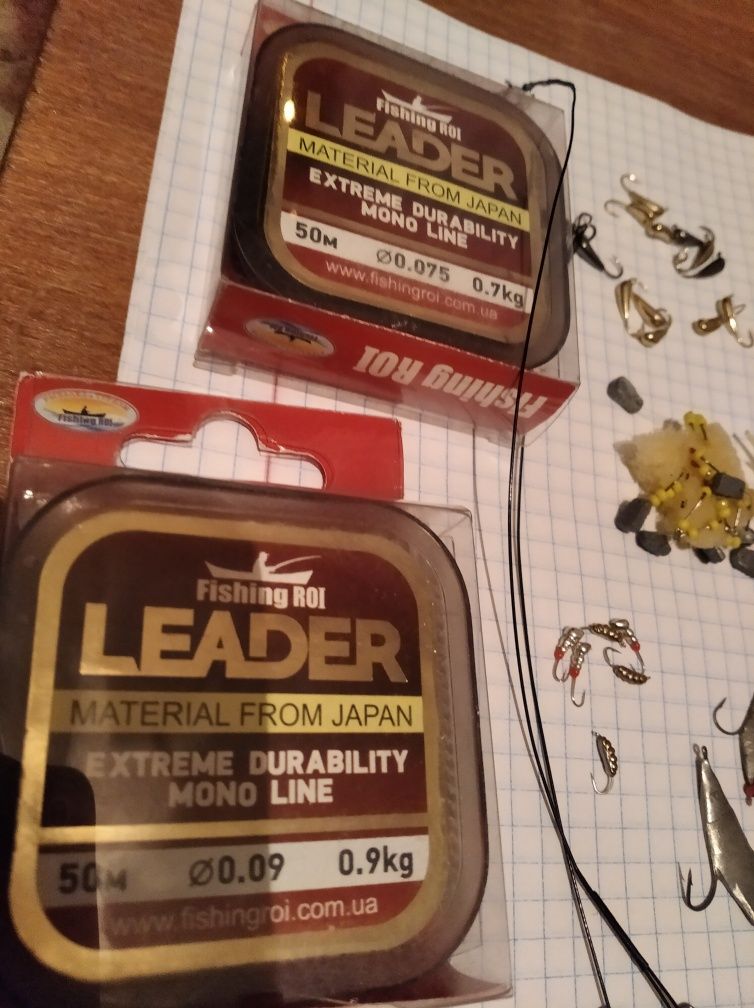 Fishing ROI
LEADER
MATERIAL FROM JAPAN
EXTREME DURABILITY
MONO LINE
50м Ø0.075 0.7kg
www.fishingroi.com.ua
Fishing ROI
Fishing ROI
Fishing ROI
LEADER
MATERIAL FROM JAPAN
EXTREME DURABILITY
MONO LINE
50м Ø0.09 0.9kg
www.fishingroi.com.ua